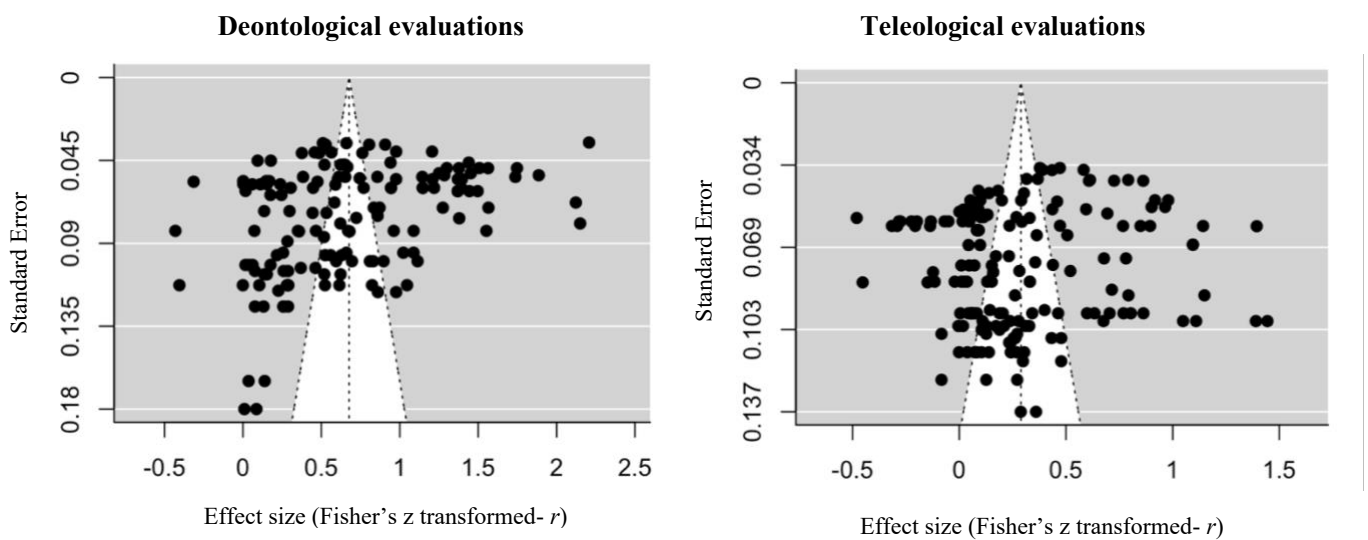 Deontological evaluations
Standard Error
0
0.045
0.09
0.135
0.18
-0.5 0 0.5 1 1.5 2 2.5
Effect size (Fisher’s z transformed- r)
Teleological evaluations
Standard Error
0
0.034
0.069
0.103
0.137
-0.5 0 0.5 1 1.5
Effect size (Fisher’s z transformed- r)